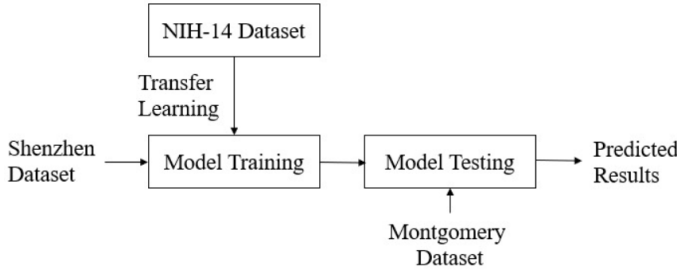 NIH-14 Dataset
Transfer
Learning
Shenzhen
Dataset
Model Training
Model Testing
Predicted
Results
Montgomery
Dataset